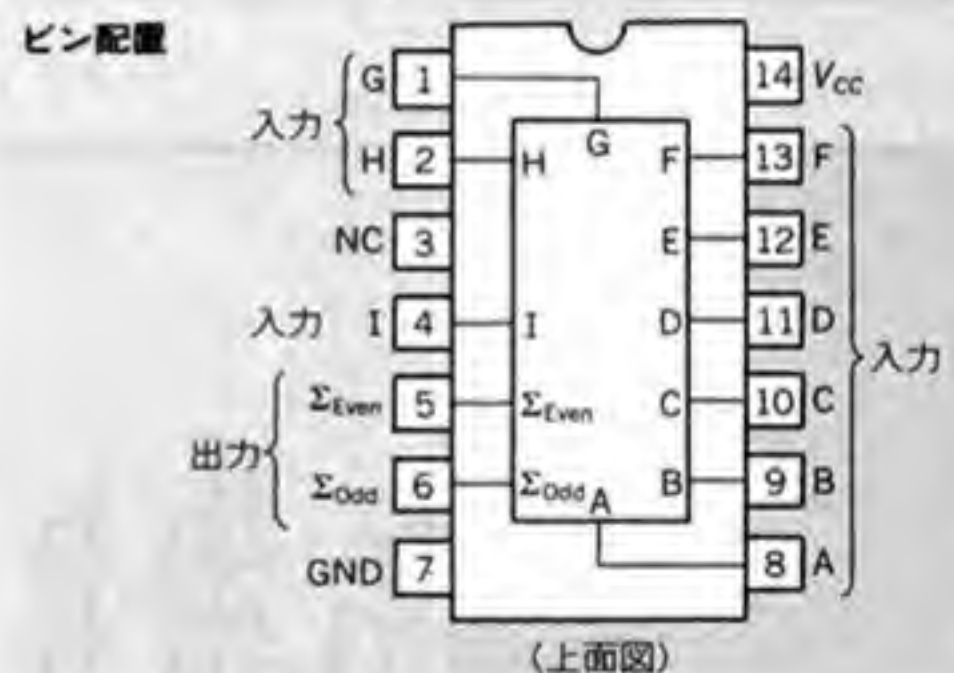 ピン配置
G 1 14 VCC
入力
H 2 H G F 13 F
NC 3 E 12 E
入力 I 4 I D 11 D
入力
ΣEven 5 ΣEven C 10 C
出力
ΣOdd 6 ΣOdd A B 9 B
GND 7 8 A
(上面図)